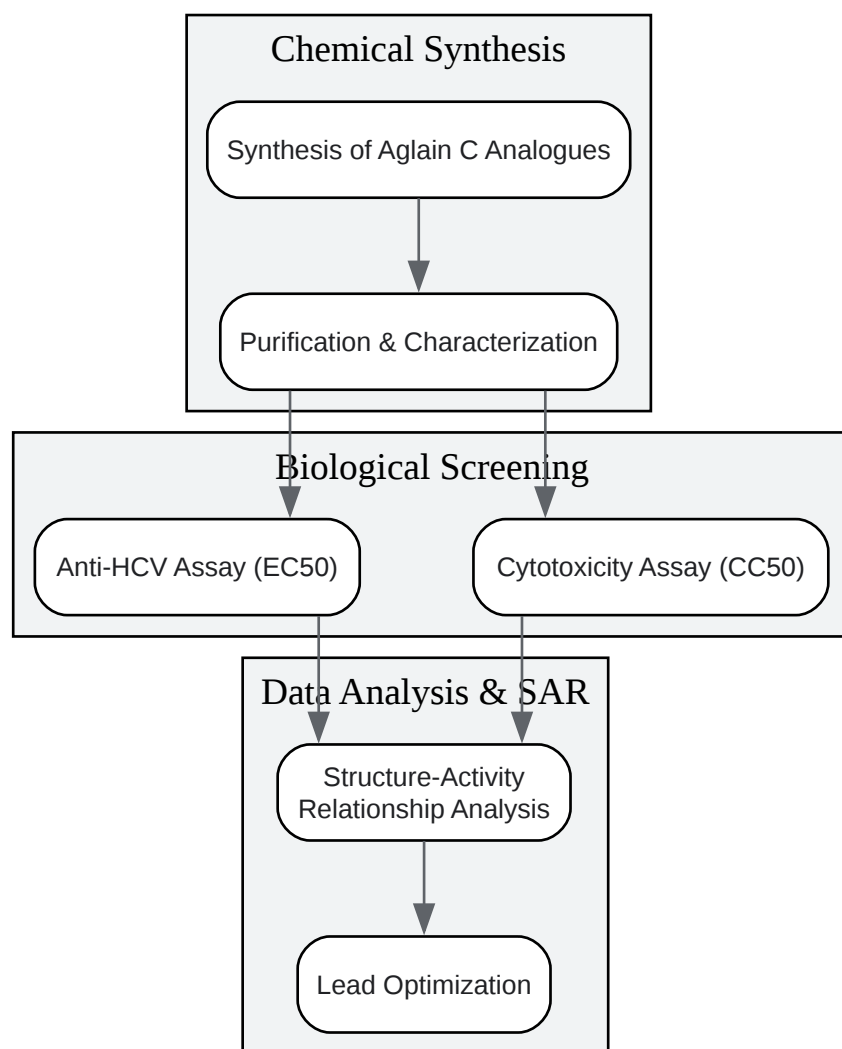 Chemical Synthesis
Synthesis of Aglain C Analogues
Purification & Characterization
Biological Screening
Anti-HCV Assay (EC50)
Cytotoxicity Assay (CC50)
Data Analysis & SAR
Structure-Activity
Relationship Analysis
Lead Optimization